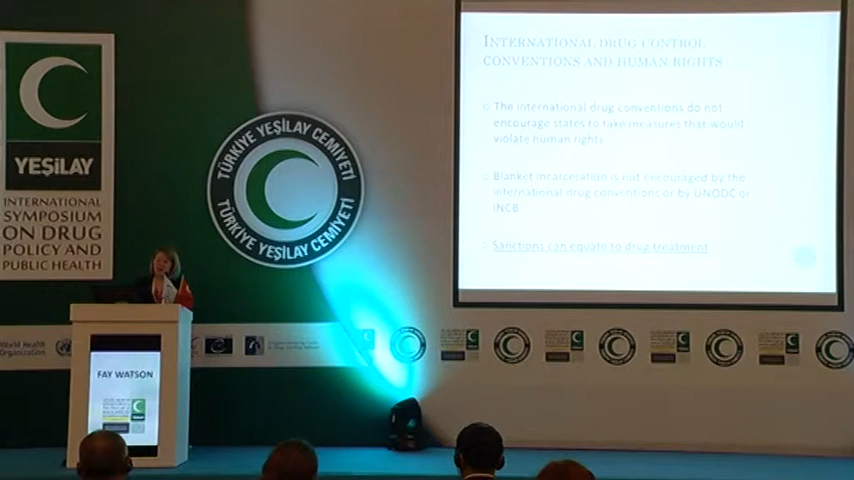 YEŞİLAY
INTERNATIONAL
SYMPOSIUM
ON DRUG
POLICY AND
PUBLIC HEALTH
TÜRKİYE YEŞİLAY CEMİYETİ
TÜRKİYE YEŞİLAY CEMİYETİ
INTERNATIONAL DRUG CONTROL
CONVENTIONS AND HUMAN RIGHTS
The international drug conventions do not
encourage states to take measures that would
violate human rights
Blanket incarceration is not encouraged by the
international drug conventions or by UNODC or
INCB
Sanctions can equate to drug treatment
World Health
Organization
FAY WATSON